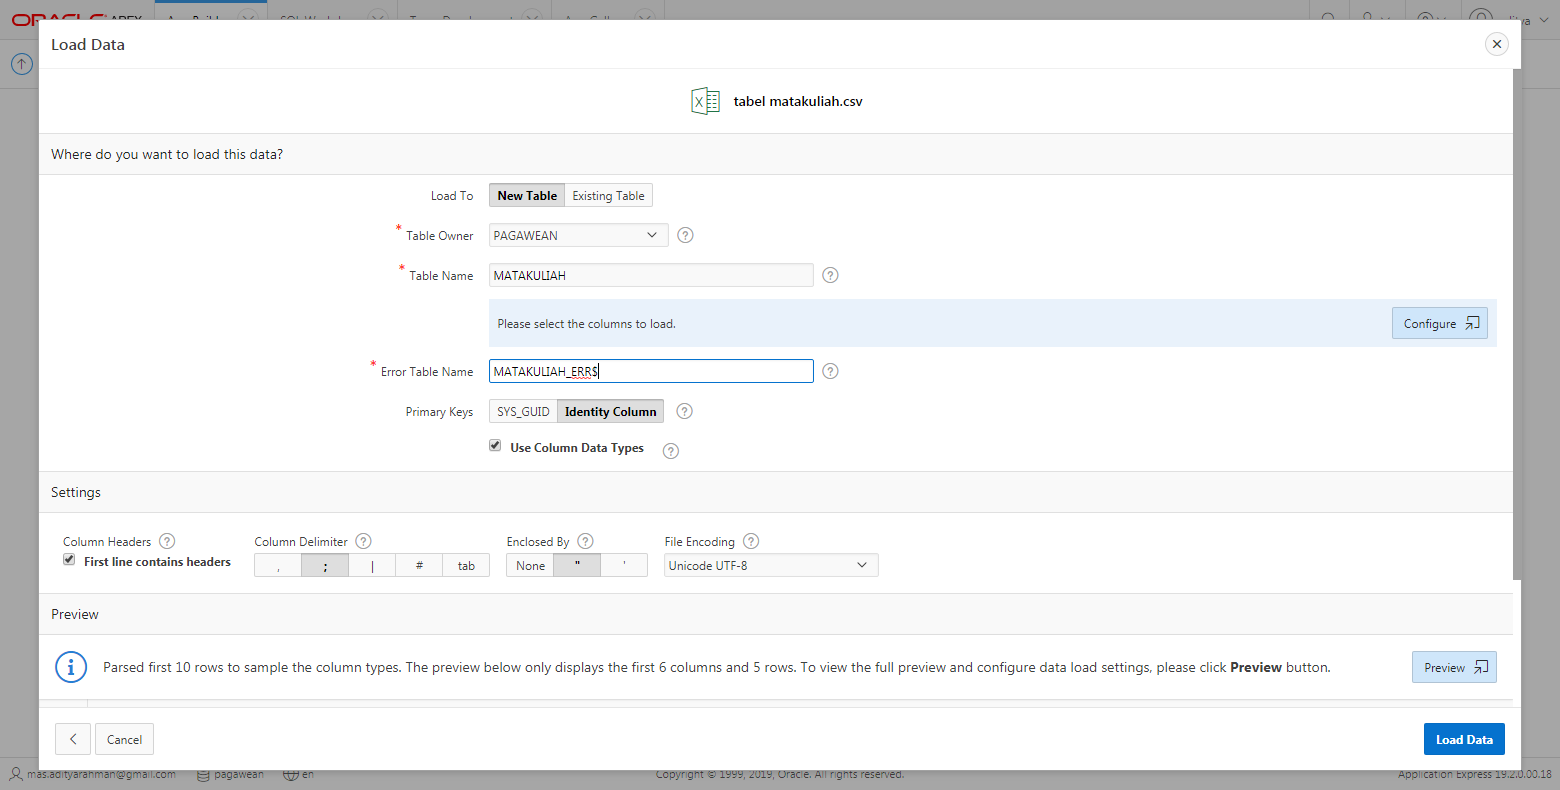 Load Data
tabel matakuliah.csv
Where do you want to load this data?
Load To New Table Existing Table
* Table Owner PAGAWEAN ?
* Table Name MATAKULIAH ?
Please select the columns to load. Configure
* Error Table Name MATAKULIAH_ERR$ ?
Primary Keys SYS_GUID Identity Column ?
Use Column Data Types ?
Settings
Column Headers ? Column Delimiter ? Enclosed By ? File Encoding ?
First line contains headers , ; | # tab None " ' Unicode UTF-8
Preview
Parsed first 10 rows to sample the column types. The preview below only displays the first 6 columns and 5 rows. To view the full preview and configure data load settings, please click Preview button. Preview
Cancel Load Data
mas.adityarahman@gmail.com pagawean en Copyright © 1999, 2019, Oracle. All rights reserved. Application Express 19.2.0.00.18